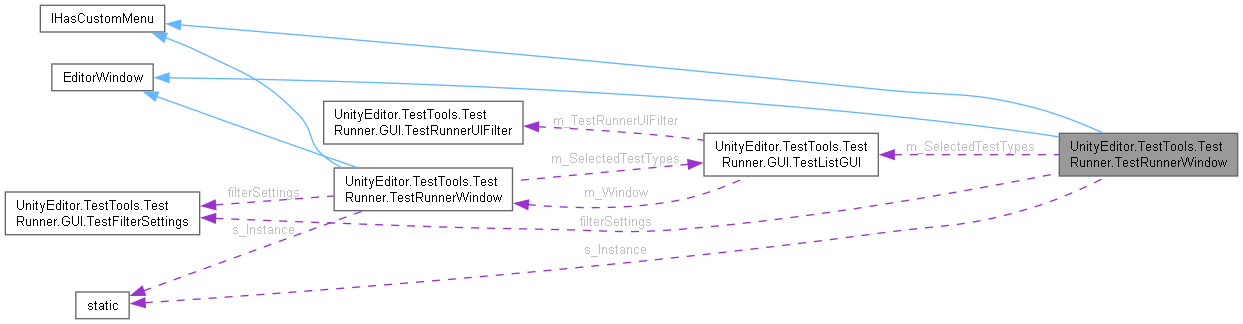 IHasCustomMenu
EditorWindow
UnityEditor.TestTools.Test
Runner.GUI.TestRunnerUIFilter
m_TestRunnerUIFilter
UnityEditor.TestTools.Test
Runner.GUI.TestListGUI
m_SelectedTestTypes
UnityEditor.TestTools.Test
Runner.TestRunnerWindow
m_SelectedTestTypes
UnityEditor.TestTools.Test
Runner.TestRunnerWindow
m_Window
filterSettings
UnityEditor.TestTools.Test
Runner.GUI.TestFilterSettings
filterSettings
s_Instance
s_Instance
static